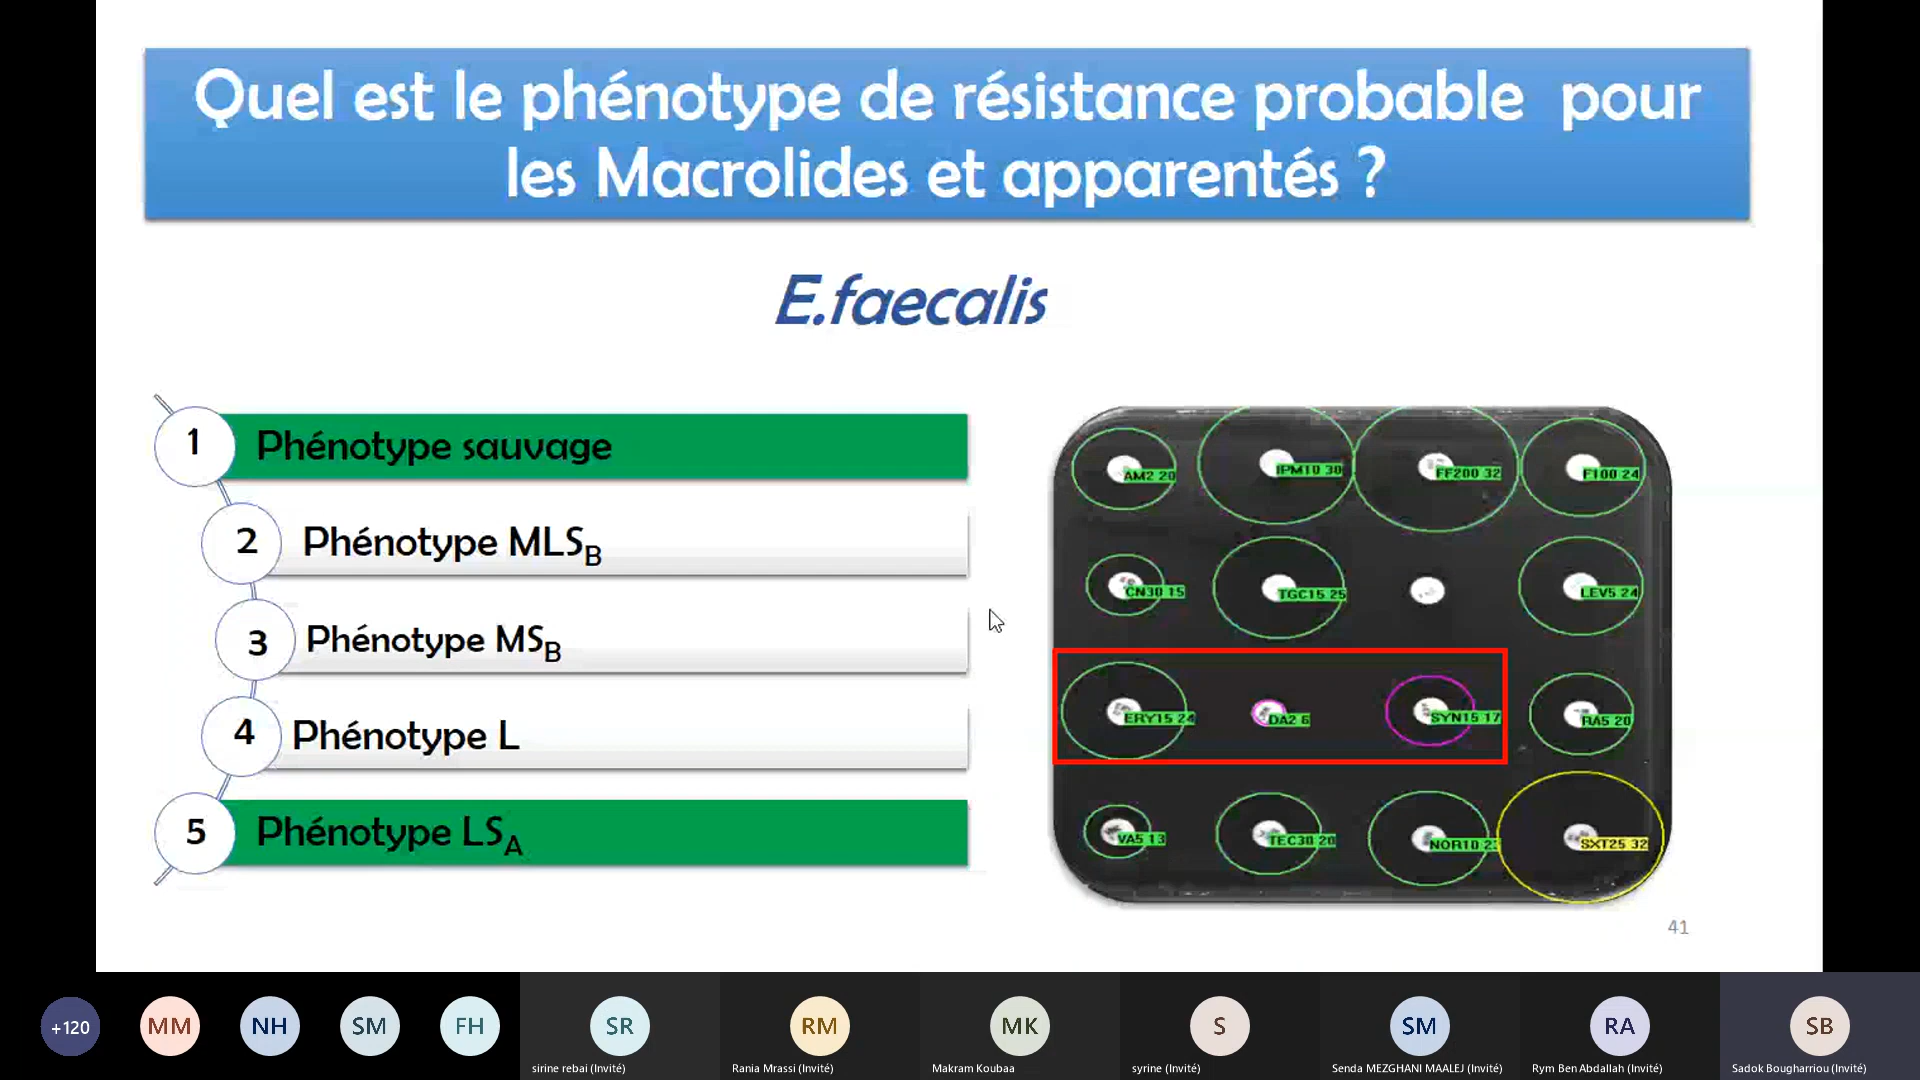 Quel est le phénotype de résistance probable pour
les Macrolides et apparentés ?
E.faecalis
1 Phénotype sauvage
2 Phénotype MLSB
3 Phénotype MSB
4 Phénotype L
5 Phénotype LSA
AM2 20 IPM10 30 FF200 32 F100 24
CN30 15 TGC15 25 LEV5 24
ERY15 24 DA2 6 SYN15 17 RA5 20
VA5 13 TEC30 20 NOR10 SXT25 32
41
+120 MM NH SM FH SR RM MK S SM RA SB
sirine rebai (Invité) Rania Mrassi (Invité) Makram Koubaa syrine (Invité) Senda MEZGHANI MAALEJ (Invité) Rym Ben Abdallah (Invité) Sadok Bougharriou (Invité)